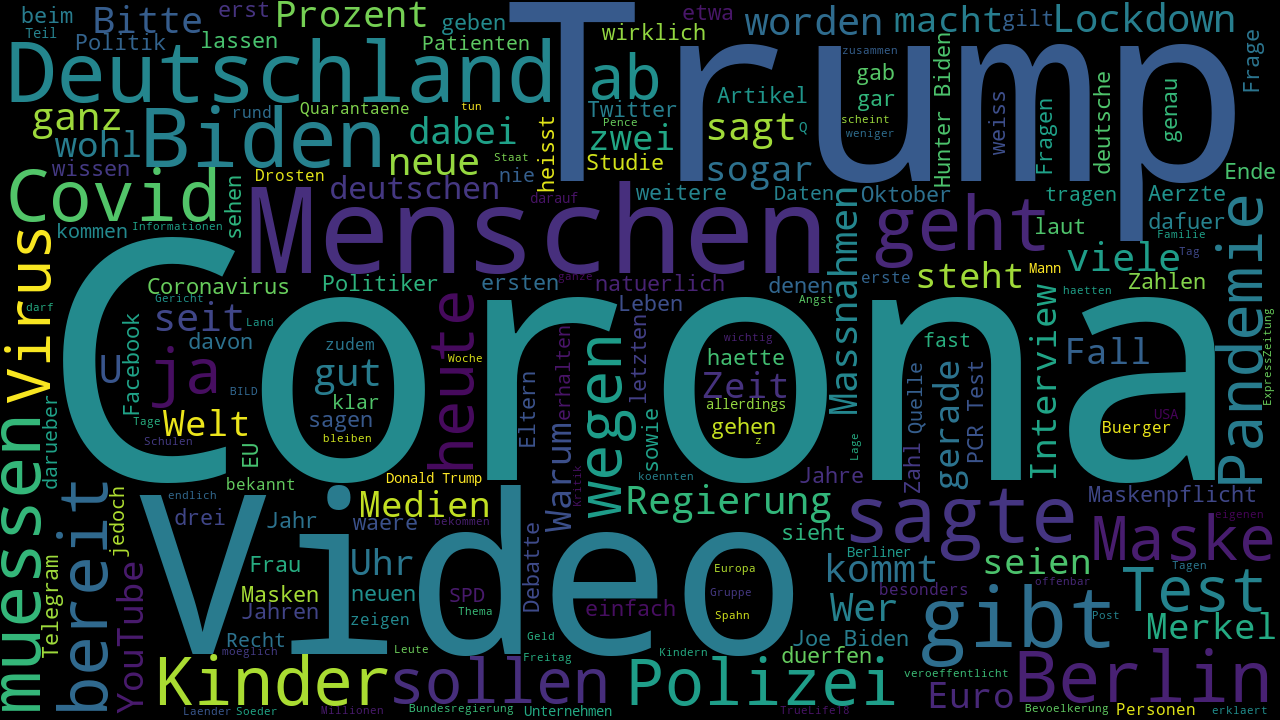 beim
erst
Prozent
geben
etwa
worden
macht
gilt
Lockdown
Teil
Bitte
Politik
lassen
Patienten
wirklich
Trump
zusammen
Frage
Deutschland
ab
gab
gar
Hunter Biden
weiss
Fragen
deutsche
genau
ganz
Biden
rund
Quarantaene
tun
Twitter
Artikel
scheint
weniger
wohl
dabei
heisst
Pence
zwei
sagt
Q
wissen
Drosten
neue
Staat
nie
Studie
sogar
Ende
Covid
sehen
deutschen
darauf
weitere
Daten
Oktober
tragen
Aerzte
kommen
Informationen
Menschen
Massnahmen
geht
laut
dafuer
Familie
Tag
virus
Pandemie
viele
Coronavirus
Politiker
ersten
ganze
natuerlich
denen
erste
steht
Mann
Zahlen
haetten
darf
Gericht
Corona
Leben
Angst
seit
Land
davon
Facebook
U
zudem
heute
Woche
Eltern
erhalten
letzten
wichtig
haette
fast
Interview
Fall
ExpressZeitung
ja
BILD
gut
klar
Zeit
allerdings
gerade
PCR Test
Quelle
Zahl
USA
Tage
Welt
sagen
bleiben
wegen
gehen
z
Buerger
muessen
darueber
Schulen
EU
Warum
sowie
Lage
bekannt
Donald Trump
Kritik
koennten
Jahre
bereit
jedoch
endlich
Video
Medien
Regierung
sagte
Maskenpflicht
drei
Jahr
waere
bekommen
sieht
Maske
eigenen
Telegram
YouTube
Frau
Uhr
Debatte
Europa
Berliner
kommt
seien
Masken
neuen
SPD
Gruppe
besonders
offenbar
Test
Jahren
zeigen
Thema
einfach
Spahn
Wer
gibt
Post
Tagen
Merkel
Recht
moeglich
Leute
Geld
Freitag
Kindern
Joe Biden
duerfen
Kinder
sollen
Polizei
veroeffentlicht
Euro
Berlin
Laender
Soeder
Millionen
Bundesregierung
Unternehmen
TrueLife18
Bevoelkerung
Personen
erklaert